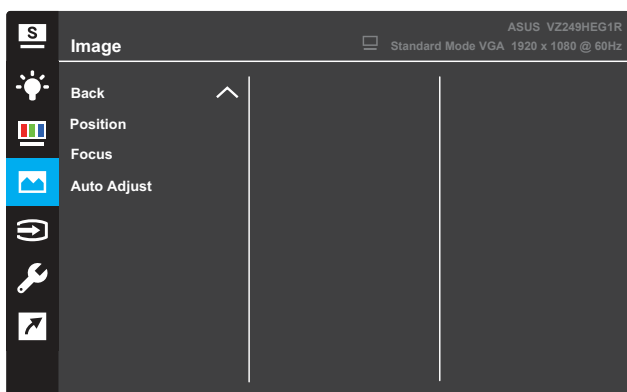 S
ASUS VZ249HEG1R
Image
Standard Mode VGA 1920 x 1080 @ 60Hz
Back
Position
Focus
Auto Adjust